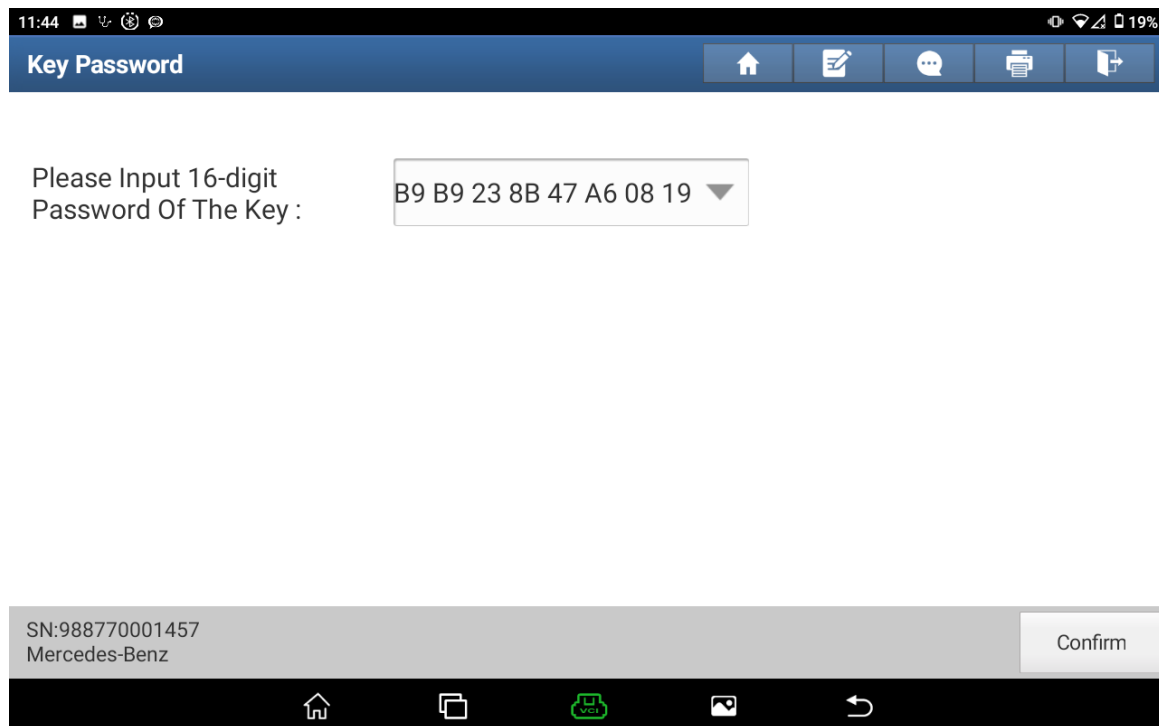 11:44
19%
Key Password
Please Input 16-digit
Password Of The Key :
B9 B9 23 8B 47 A6 08 19
SN:988770001457
Mercedes-Benz
Confirm
VCI